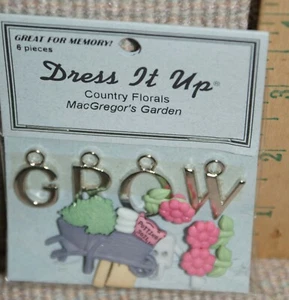 GREAT FOR MEMORY!
6 pieces
Dress It Up®
Country Florals
MacGregor's Garden
GROW